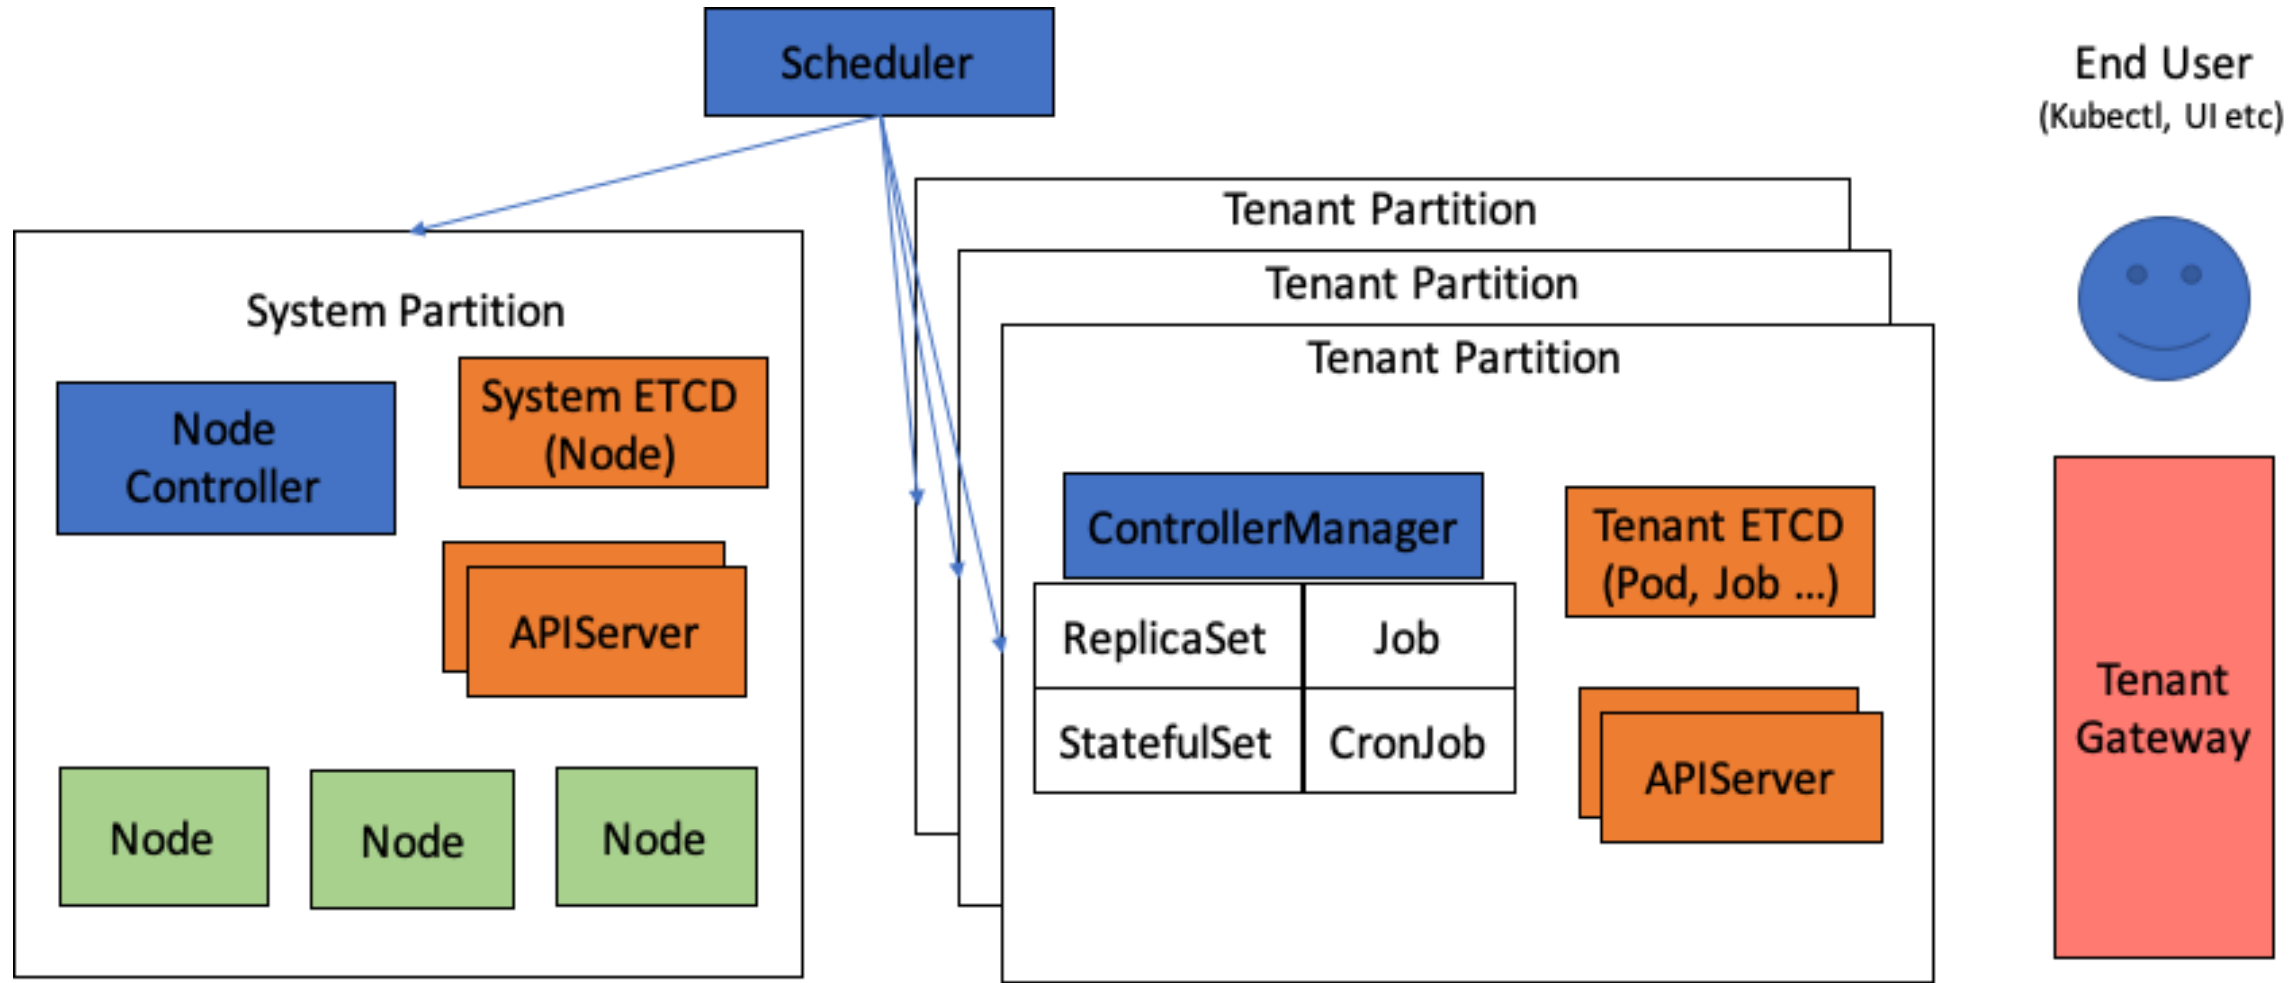 Scheduler
End User
(Kubectl, UI etc)
System Partition
Node
Controller
System ETCD
(Node)
APIServer
Node
Node
Node
Tenant Partition
Tenant Partition
Tenant Partition
ControllerManager
ReplicaSet
Job
StatefulSet
CronJob
Tenant ETCD
(Pod, Job ...)
APIServer
Tenant
Gateway